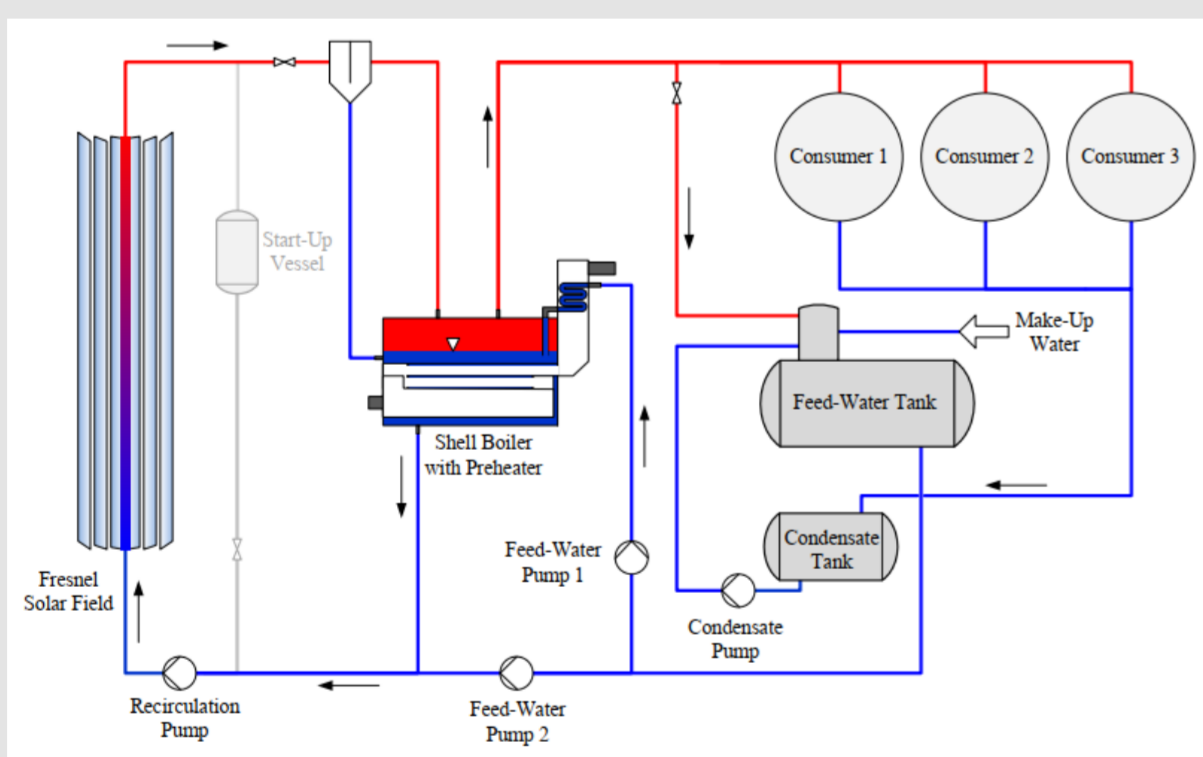 Consumer 1
Consumer 2
Consumer 3
Start-Up
Vessel
Make-Up
Water
Feed-Water Tank
Shell Boiler
with Preheater
Condensate
Tank
Feed-Water
Pump 1
Fresnel
Solar Field
Condensate
Pump
Recirculation
Pump
Feed-Water
Pump 2